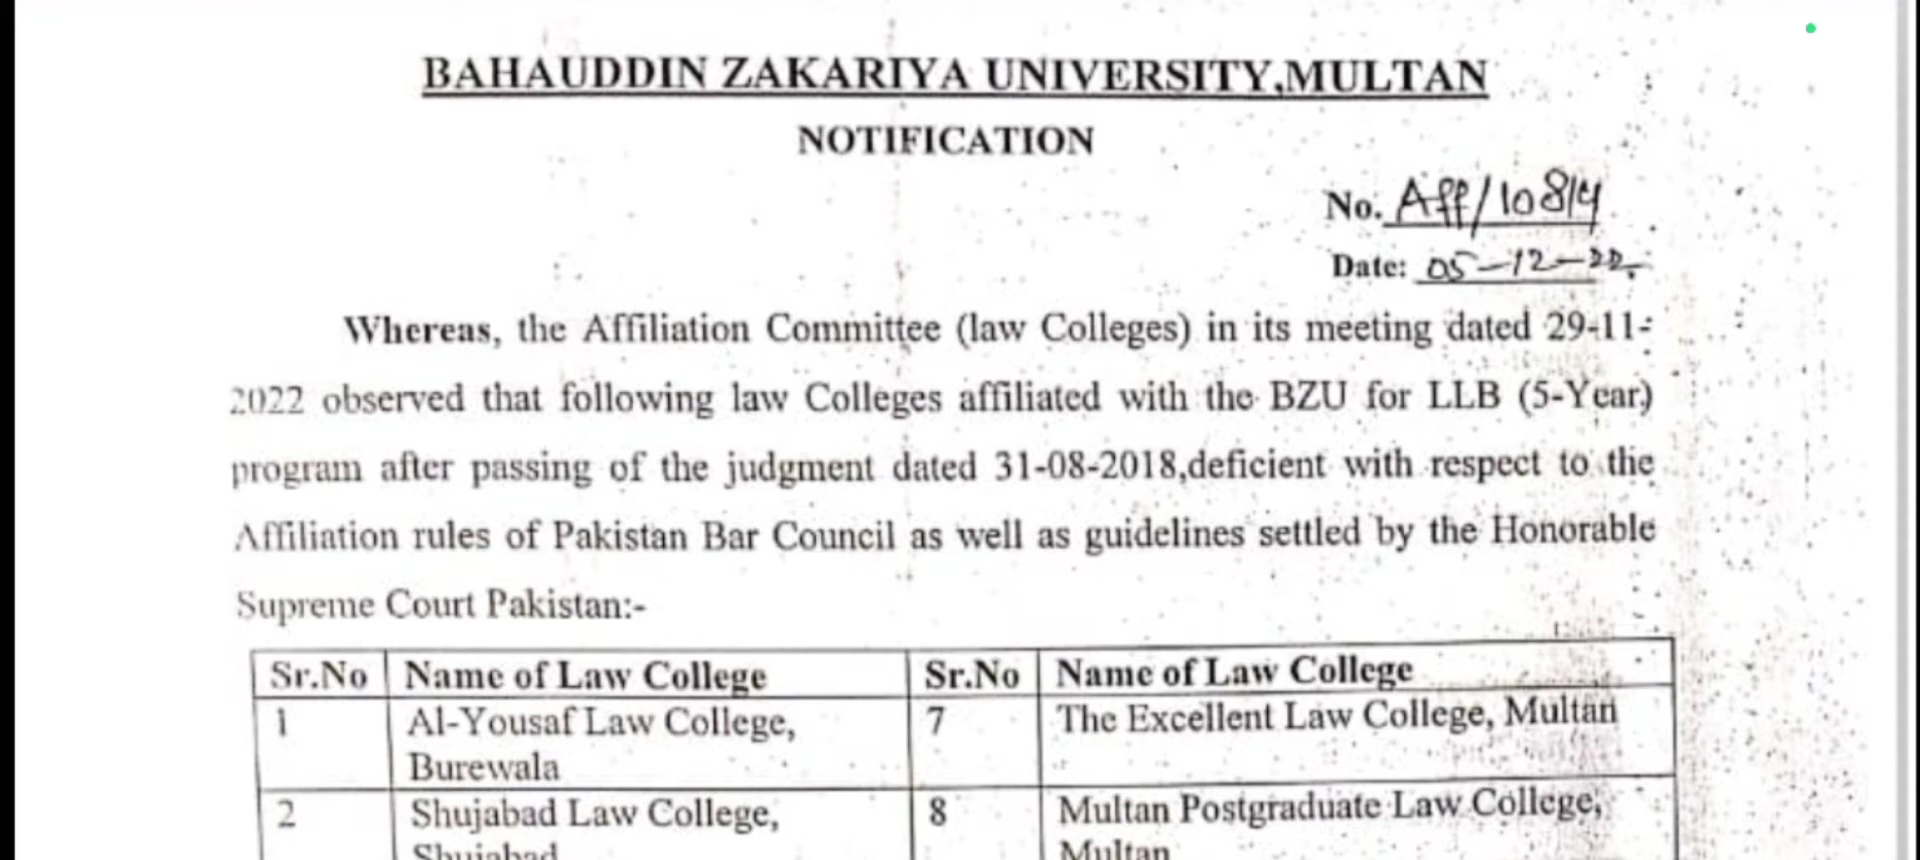 BAHAUDDIN ZAKARIYA UNIVERSITY,MULTAN
NOTIFICATION
No. Aff/10814
Date: 05-12-22.
Whereas, the Affiliation Committee (law Colleges) in its meeting dated 29-11-
2022 observed that following law Colleges affiliated with the BZU for LLB (5-Year)
program after passing of the judgment dated 31-08-2018,deficient with respect to the
Affiliation rules of Pakistan Bar Council as well as guidelines settled by the Honorable
Supreme Court Pakistan:-
Sr.No Name of Law College Sr.No Name of Law College
1 Al-Yousaf Law College, 7 The Excellent Law College, Multan
Burewala
2 Shujabad Law College, 8 Multan Postgraduate Law College,
Shujabad Multan